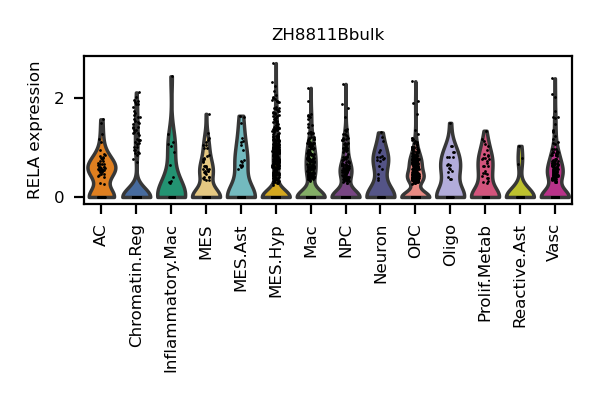 ZH8811Bbulk
RELA expression
2
0
AC
Chromatin.Reg
Inflammatory.Mac
MES
MES.Ast
MES.Hyp
Mac
NPC
Neuron
OPC
Oligo
Prolif.Metab
Reactive.Ast
Vasc